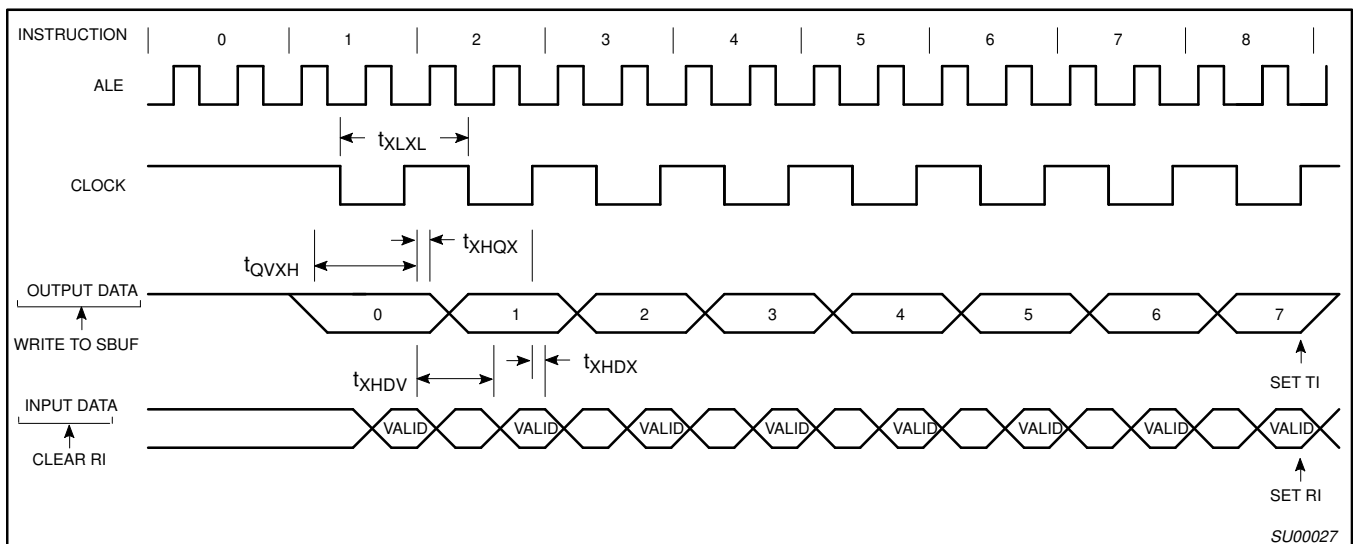 INSTRUCTION 0 1 2 3 4 5 6 7 8
ALE
tXLXL
CLOCK
tXHQX
tQVXH
OUTPUT DATA
0 1 2 3 4 5 6 7
WRITE TO SBUF
tXHDX
tXHDV
SET TI
INPUT DATA
VALID VALID VALID VALID VALID VALID VALID VALID
CLEAR RI
SET RI
SU00027